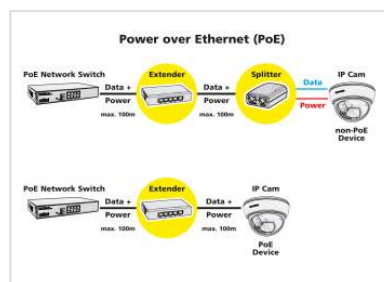 Power over Ethernet (PoE)
PoE Network Switch
Extender
Splitter
IP Cam
Data +
Power
max. 100m
Data +
Power
max. 100m
Data
Power
non-PoE
Device
PoE Network Switch
Extender
IP Cam
Data +
Power
max. 100m
Data +
Power
max. 100m
PoE
Device